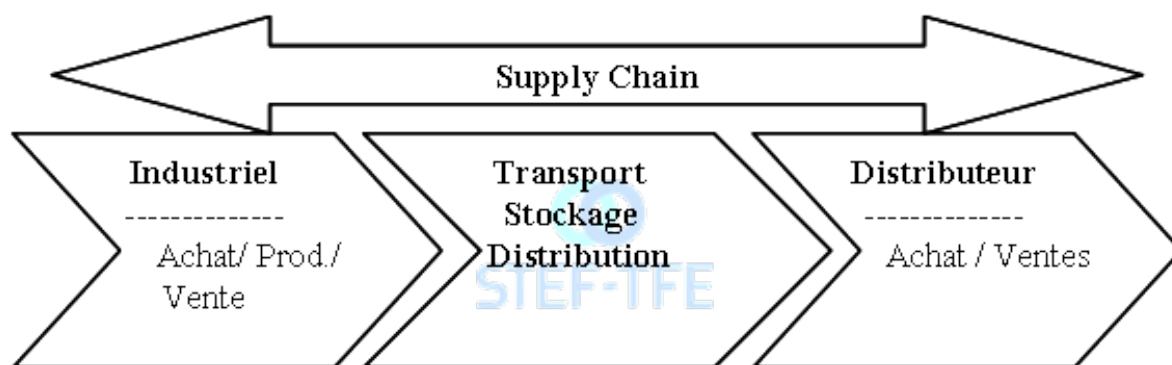 Supply Chain
Industriel
--------------
Achat/ Prod./
Vente
Transport
Stockage
Distribution
STEF-TFE
Distributeur
--------------
Achat / Ventes